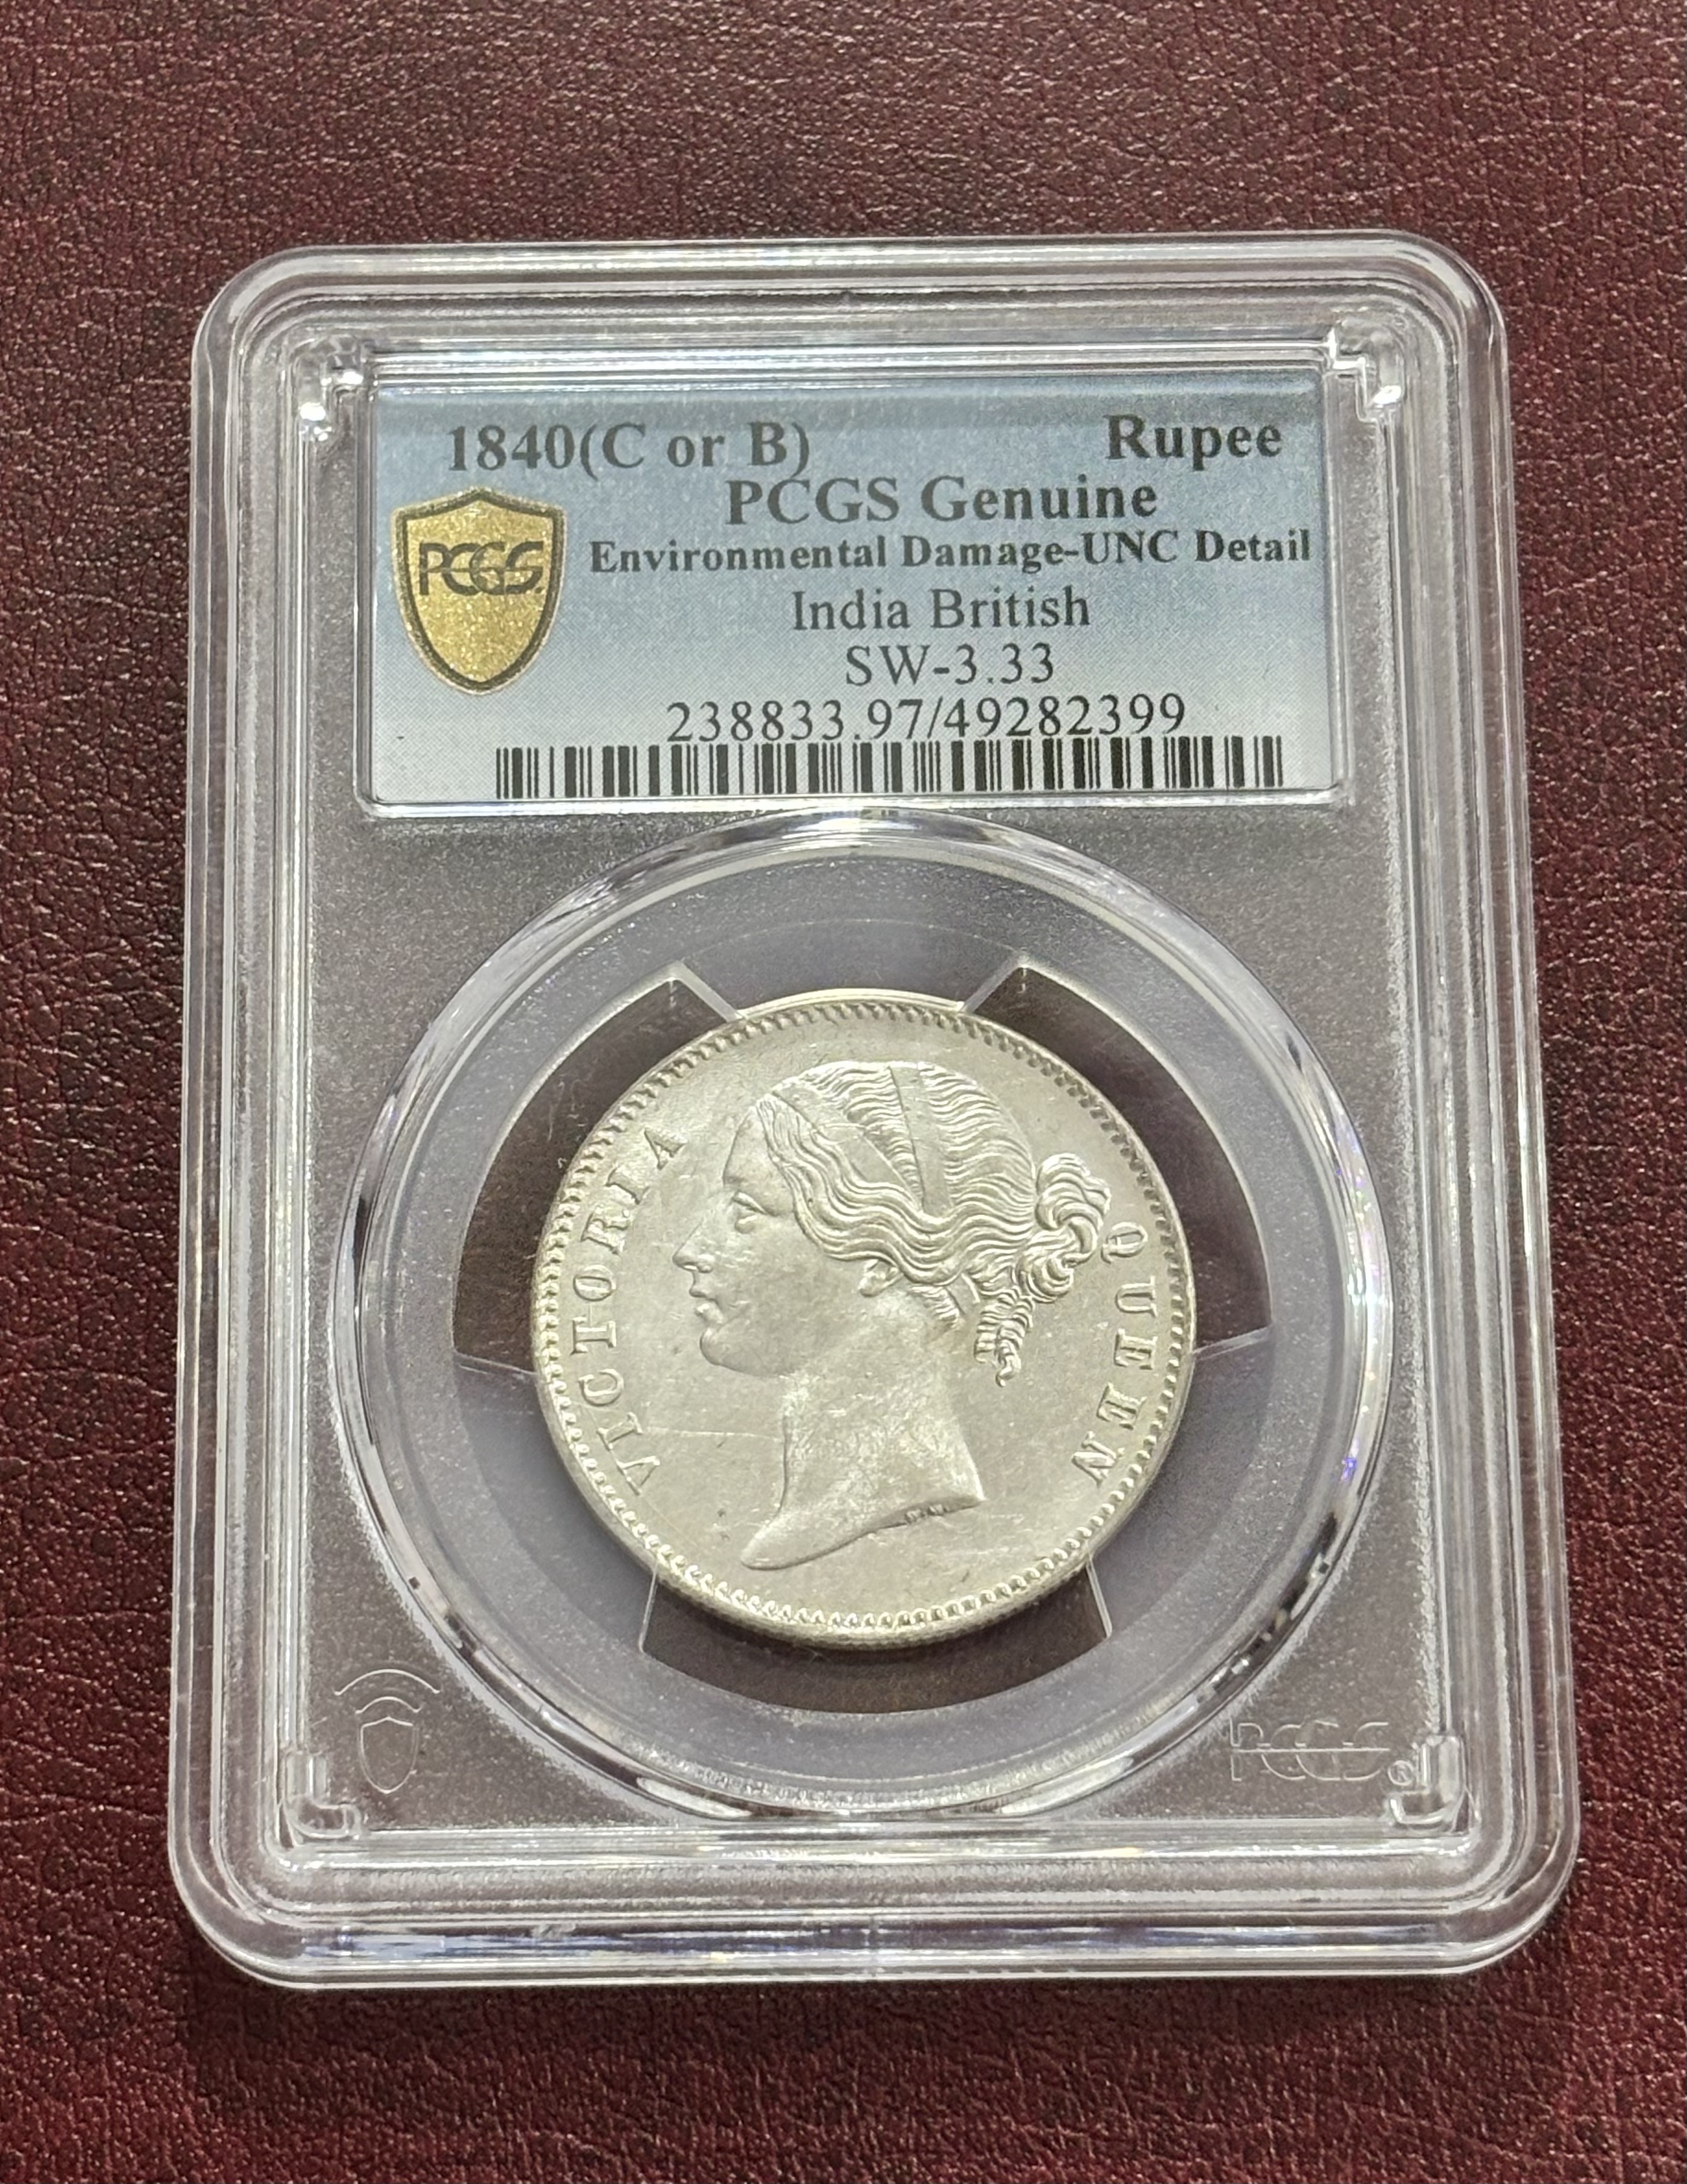 1840(C or B) Rupee
PCGS Genuine
PCGS
Environmental Damage-UNC Detail
India British
SW-3.33
238833.97/49282399
VICTORIA QUEEN
PCGS